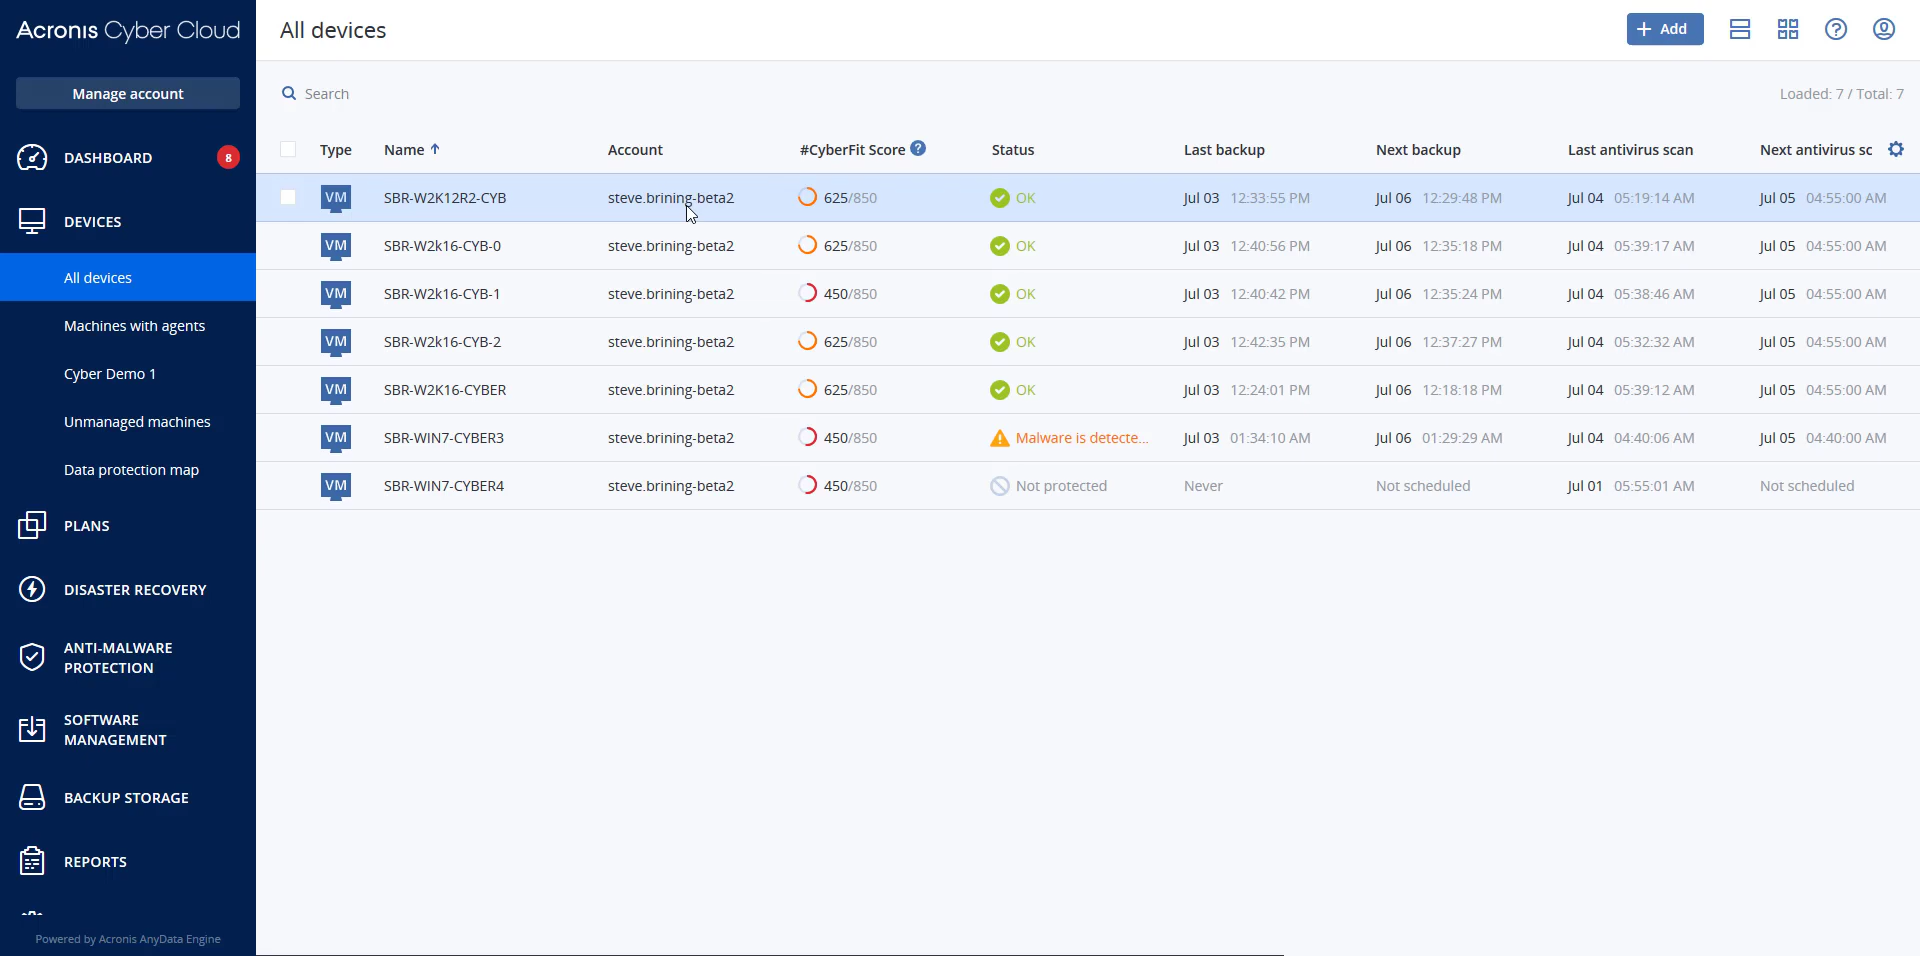 Acronis Cyber Cloud
All devices
+ Add
Manage account
Search
Loaded: 7 / Total: 7
DASHBOARD 8
DEVICES
All devices
Machines with agents
Cyber Demo 1
Unmanaged machines
Data protection map
PLANS
DISASTER RECOVERY
ANTI-MALWARE
PROTECTION
SOFTWARE
MANAGEMENT
BACKUP STORAGE
REPORTS
Powered by Acronis AnyData Engine
Type Name ↑ Account #CyberFit Score ? Status Last backup Next backup Last antivirus scan Next antivirus sc
VM SBR-W2K12R2-CYB steve.brining-beta2 625/850 OK Jul 03 12:33:55 PM Jul 06 12:29:48 PM Jul 04 05:19:14 AM Jul 05 04:55:00 AM
VM SBR-W2k16-CYB-0 steve.brining-beta2 625/850 OK Jul 03 12:40:56 PM Jul 06 12:35:18 PM Jul 04 05:39:17 AM Jul 05 04:55:00 AM
VM SBR-W2k16-CYB-1 steve.brining-beta2 450/850 OK Jul 03 12:40:42 PM Jul 06 12:35:24 PM Jul 04 05:38:46 AM Jul 05 04:55:00 AM
VM SBR-W2k16-CYB-2 steve.brining-beta2 625/850 OK Jul 03 12:42:35 PM Jul 06 12:37:27 PM Jul 04 05:32:32 AM Jul 05 04:55:00 AM
VM SBR-W2K16-CYBER steve.brining-beta2 625/850 OK Jul 03 12:24:01 PM Jul 06 12:18:18 PM Jul 04 05:39:12 AM Jul 05 04:55:00 AM
VM SBR-WIN7-CYBER3 steve.brining-beta2 450/850 Malware is detecte... Jul 03 01:34:10 AM Jul 06 01:29:29 AM Jul 04 04:40:06 AM Jul 05 04:40:00 AM
VM SBR-WIN7-CYBER4 steve.brining-beta2 450/850 Not protected Never Not scheduled Jul 01 05:55:01 AM Not scheduled